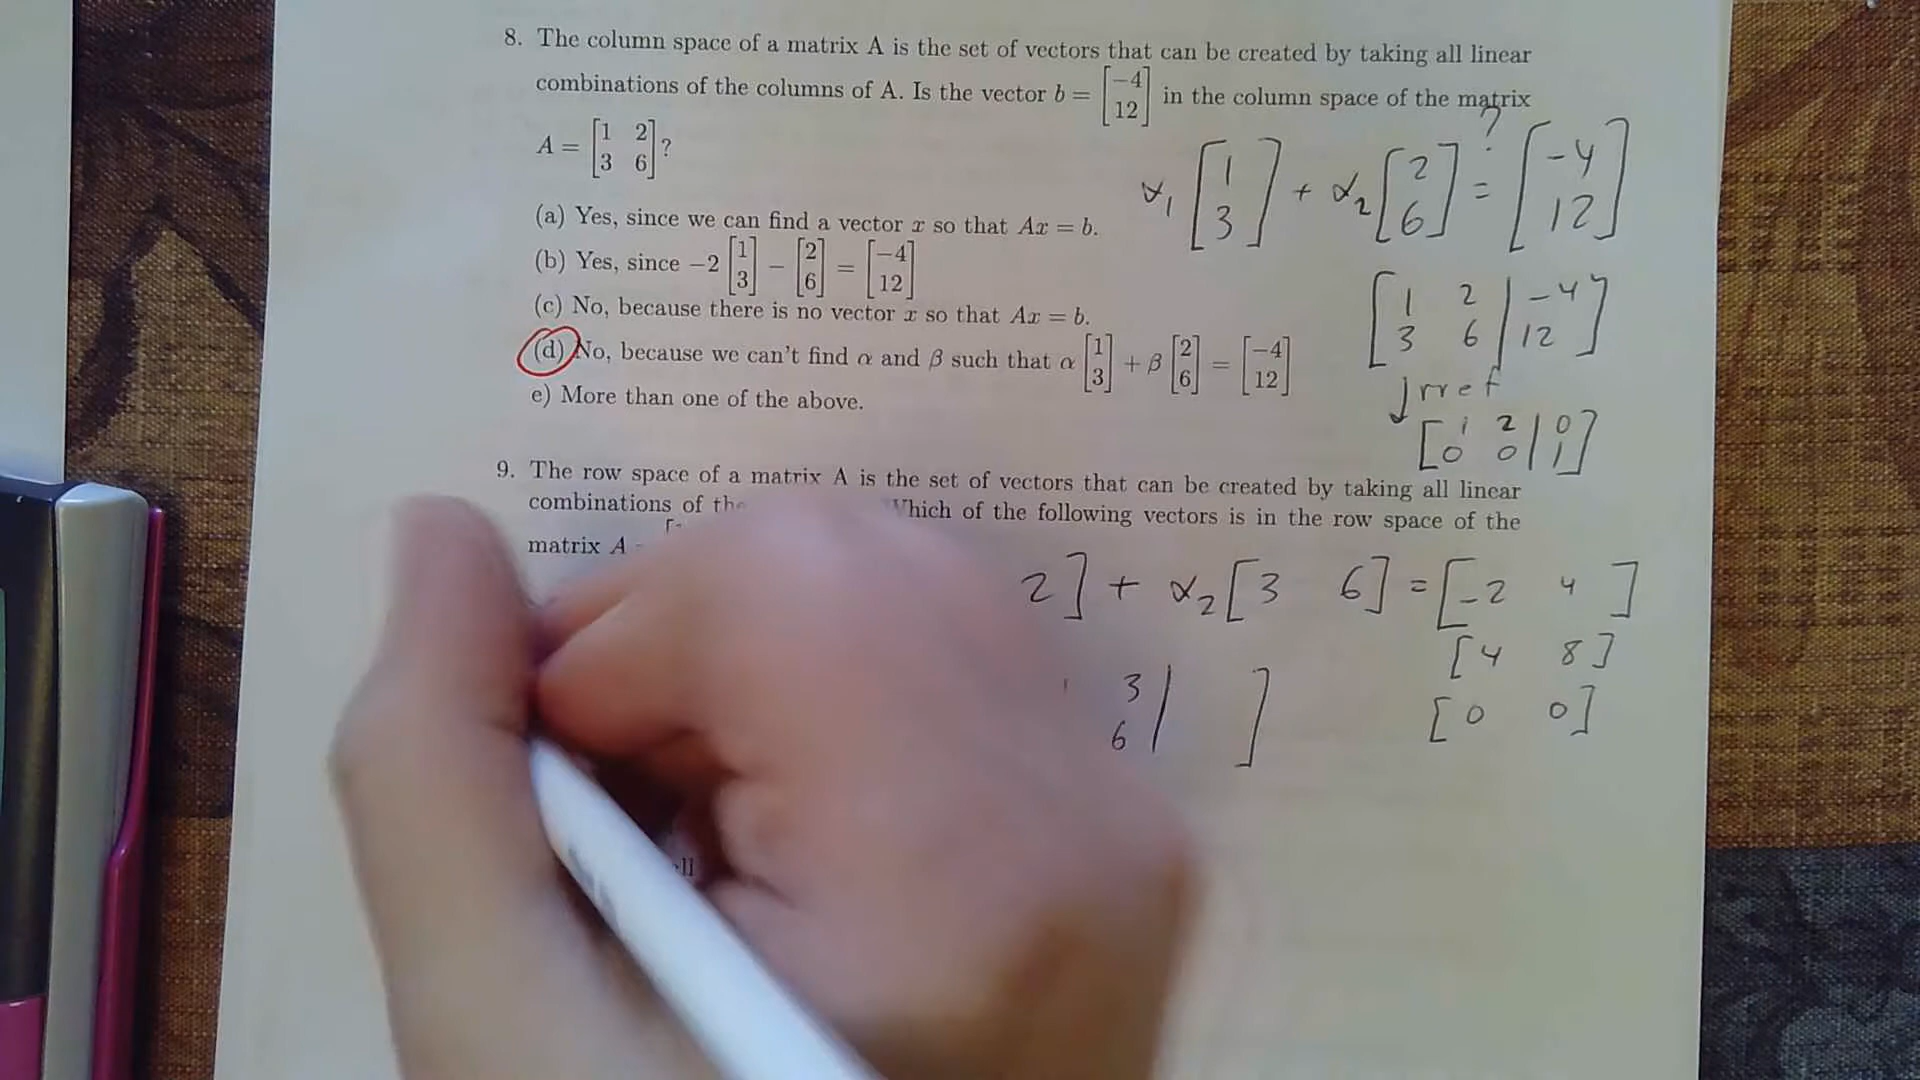 8. The column space of a matrix A is the set of vectors that can be created by taking all linear
combinations of the columns of A. Is the vector b = [-4 12] in the column space of the matrix
A = [1 2 3 6]?
(a) Yes, since we can find a vector x so that Ax = b.
(b) Yes, since −2 [1 3] − [2 6] = [−4 12]
(c) No, because there is no vector x so that Ax = b.
(d) No, because we can't find α and β such that α [1 3] + β [2 6] = [−4 12]
e) More than one of the above.
?
α1 [1 3] + α2 [2 6] = [-4 12]
[1 2 | -4
3 6 | 12]
rref
[1 2 | 0
0 0 | 1]
9. The row space of a matrix A is the set of vectors that can be created by taking all linear
combinations of the Which of the following vectors is in the row space of the
matrix A
2] + α2 [3 6] = [-2 4]
[4 8]
3 | ]
6
[0 0]